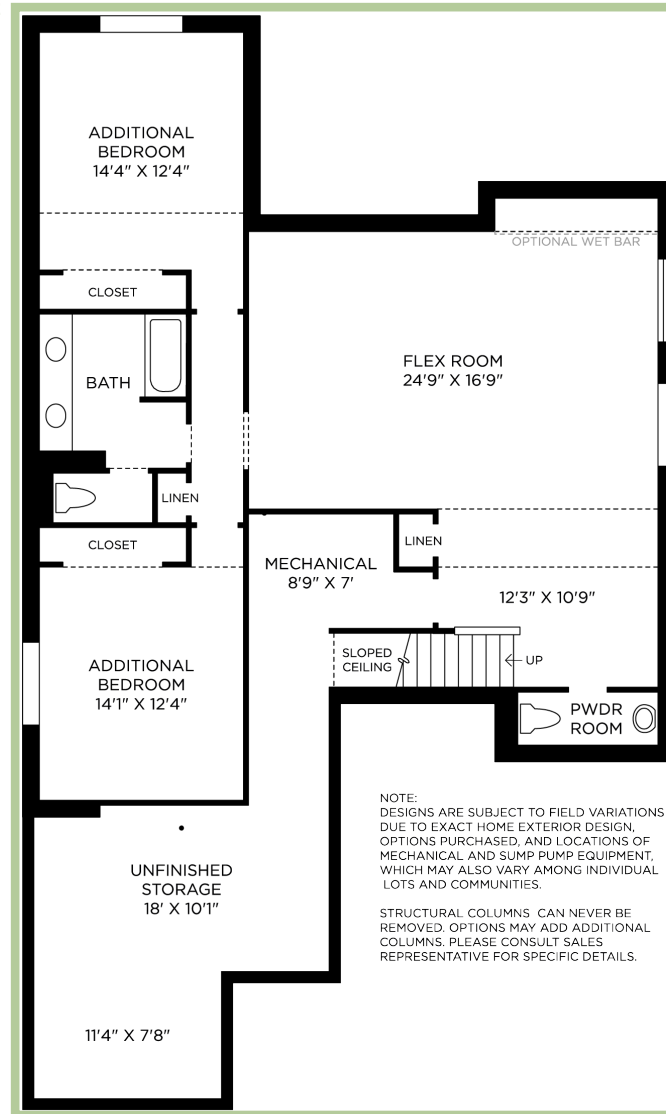 ADDITIONAL
BEDROOM
14'4" X 12'4"
OPTIONAL WET BAR
CLOSET
BATH
FLEX ROOM
24'9" X 16'9"
LINEN
CLOSET
LINEN
MECHANICAL
8'9" X 7'
12'3" X 10'9"
SLOPED
CEILING
UP
ADDITIONAL
BEDROOM
14'1" X 12'4"
PWDR
ROOM
NOTE:
DESIGNS ARE SUBJECT TO FIELD VARIATIONS
DUE TO EXACT HOME EXTERIOR DESIGN,
OPTIONS PURCHASED, AND LOCATIONS OF
MECHANICAL AND SUMP PUMP EQUIPMENT,
WHICH MAY ALSO VARY AMONG INDIVIDUAL
LOTS AND COMMUNITIES.
STRUCTURAL COLUMNS CAN NEVER BE
REMOVED. OPTIONS MAY ADD ADDITIONAL
COLUMNS. PLEASE CONSULT SALES
REPRESENTATIVE FOR SPECIFIC DETAILS.
UNFINISHED
STORAGE
18' X 10'1"
11'4" X 7'8"